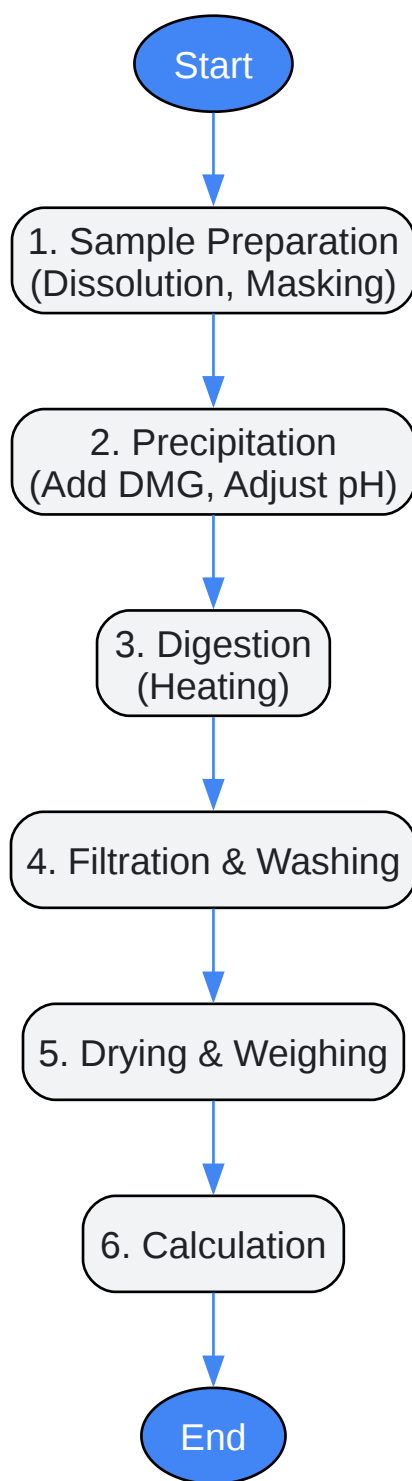 Start
1. Sample Preparation
(Dissolution, Masking)
2. Precipitation
(Add DMG, Adjust pH)
3. Digestion
(Heating)
4. Filtration & Washing
5. Drying & Weighing
6. Calculation
End